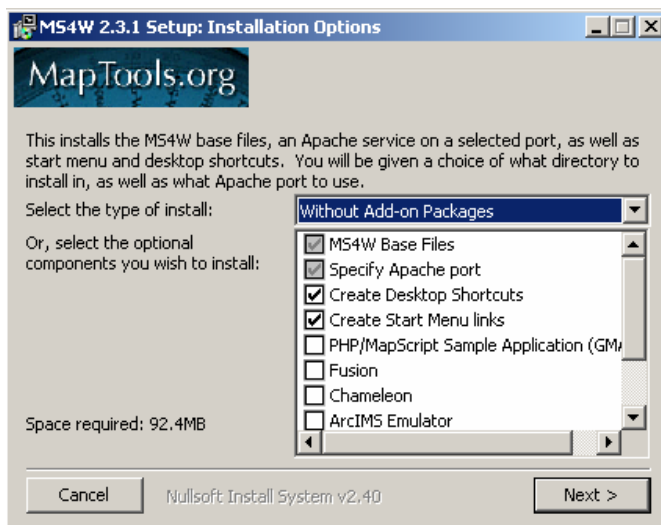 MS4W 2.3.1 Setup: Installation Options
MapTools.org
This installs the MS4W base files, an Apache service on a selected port, as well as
start menu and desktop shortcuts. You will be given a choice of what directory to
install in, as well as what Apache port to use.
Select the type of install:
Without Add-on Packages
Or, select the optional
components you wish to install:
MS4W Base Files
Specify Apache port
Create Desktop Shortcuts
Create Start Menu links
PHP/MapScript Sample Application (GMA
Fusion
Chameleon
ArcIMS Emulator
Space required: 92.4MB
Cancel
Nullsoft Install System v2.40
Next >